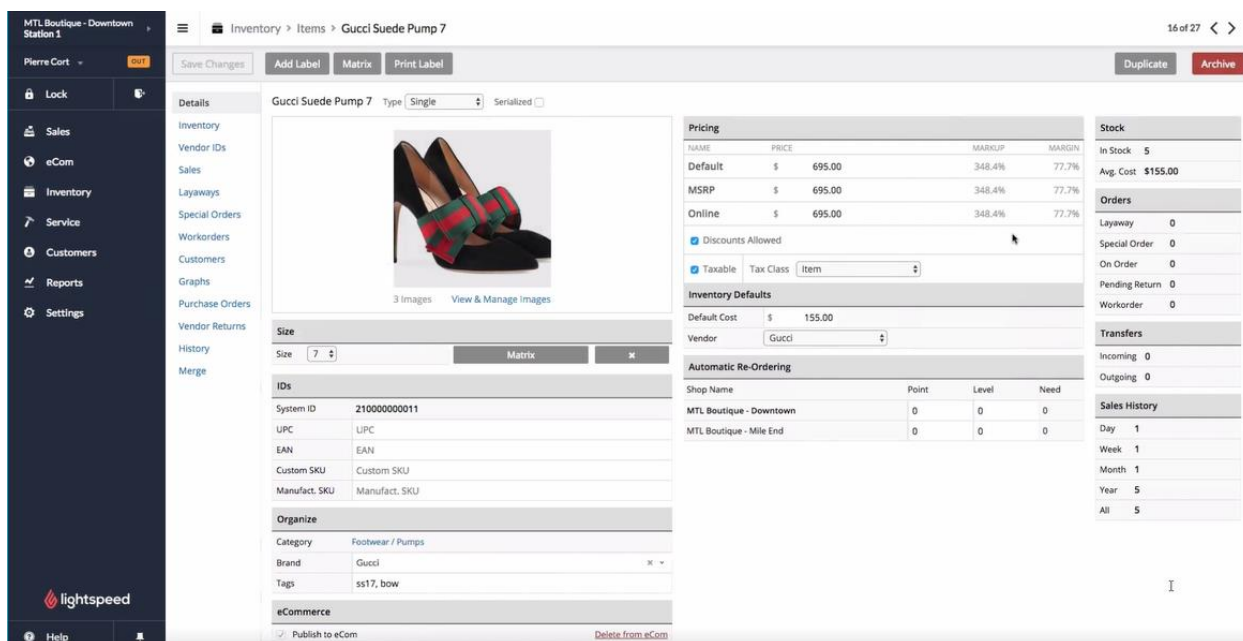 MTL Boutique - Downtown
Station 1
Inventory > Items > Gucci Suede Pump 7
16 of 27
Pierre Cort
OUT
Save Changes
Add Label
Matrix
Print Label
Duplicate
Archive
Lock
Sales
eCom
Inventory
Service
Customers
Reports
Settings
lightspeed
Help
Details
Inventory
Vendor IDs
Sales
Layaways
Special Orders
Workorders
Customers
Graphs
Purchase Orders
Vendor Returns
History
Merge
Gucci Suede Pump 7 Type Single Serialized
3 Images View & Manage Images
Size
Size 7 Matrix
IDs
System ID 210000000011
UPC UPC
EAN EAN
Custom SKU Custom SKU
Manufact. SKU Manufact. SKU
Organize
Category Footwear / Pumps
Brand Gucci
Tags ss17, bow
eCommerce
Publish to eCom Delete from eCom
Pricing
NAME PRICE MARKUP MARGIN
Default $ 695.00 348.4% 77.7%
MSRP $ 695.00 348.4% 77.7%
Online $ 695.00 348.4% 77.7%
Discounts Allowed
Taxable Tax Class Item
Inventory Defaults
Default Cost $ 155.00
Vendor Gucci
Automatic Re-Ordering
Shop Name Point Level Need
MTL Boutique - Downtown 0 0 0
MTL Boutique - Mile End 0 0 0
Stock
In Stock 5
Avg. Cost $155.00
Orders
Layaway 0
Special Order 0
On Order 0
Pending Return 0
Workorder 0
Transfers
Incoming 0
Outgoing 0
Sales History
Day 1
Week 1
Month 1
Year 5
All 5